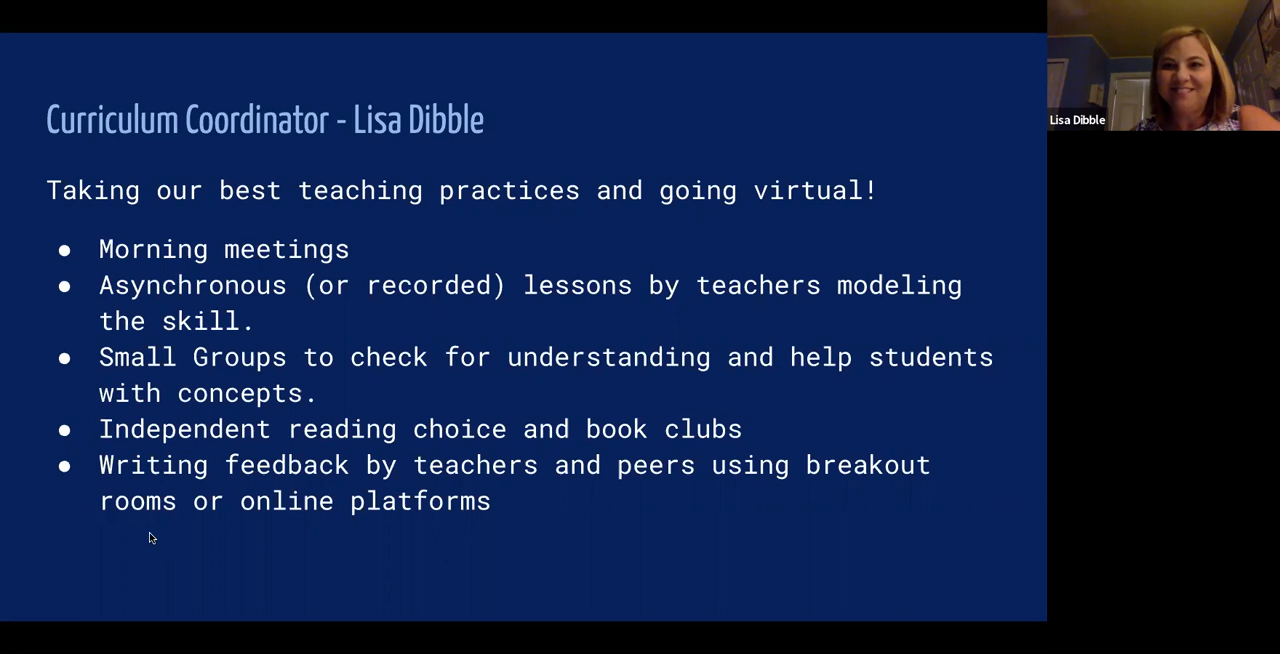 Curriculum Coordinator - Lisa Dibble
Taking our best teaching practices and going virtual!
● Morning meetings
● Asynchronous (or recorded) lessons by teachers modeling
the skill.
● Small Groups to check for understanding and help students
with concepts.
● Independent reading choice and book clubs
● Writing feedback by teachers and peers using breakout
rooms or online platforms
Lisa Dibble